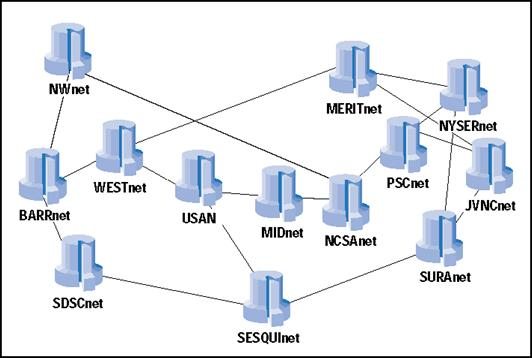 NWnet
MERITnet
NYSERnet
WESTnet
PSCnet
JVNCnet
BARRnet
USAN
MIDnet
NCSAnet
SURAnet
SDSCnet
SESQUInet